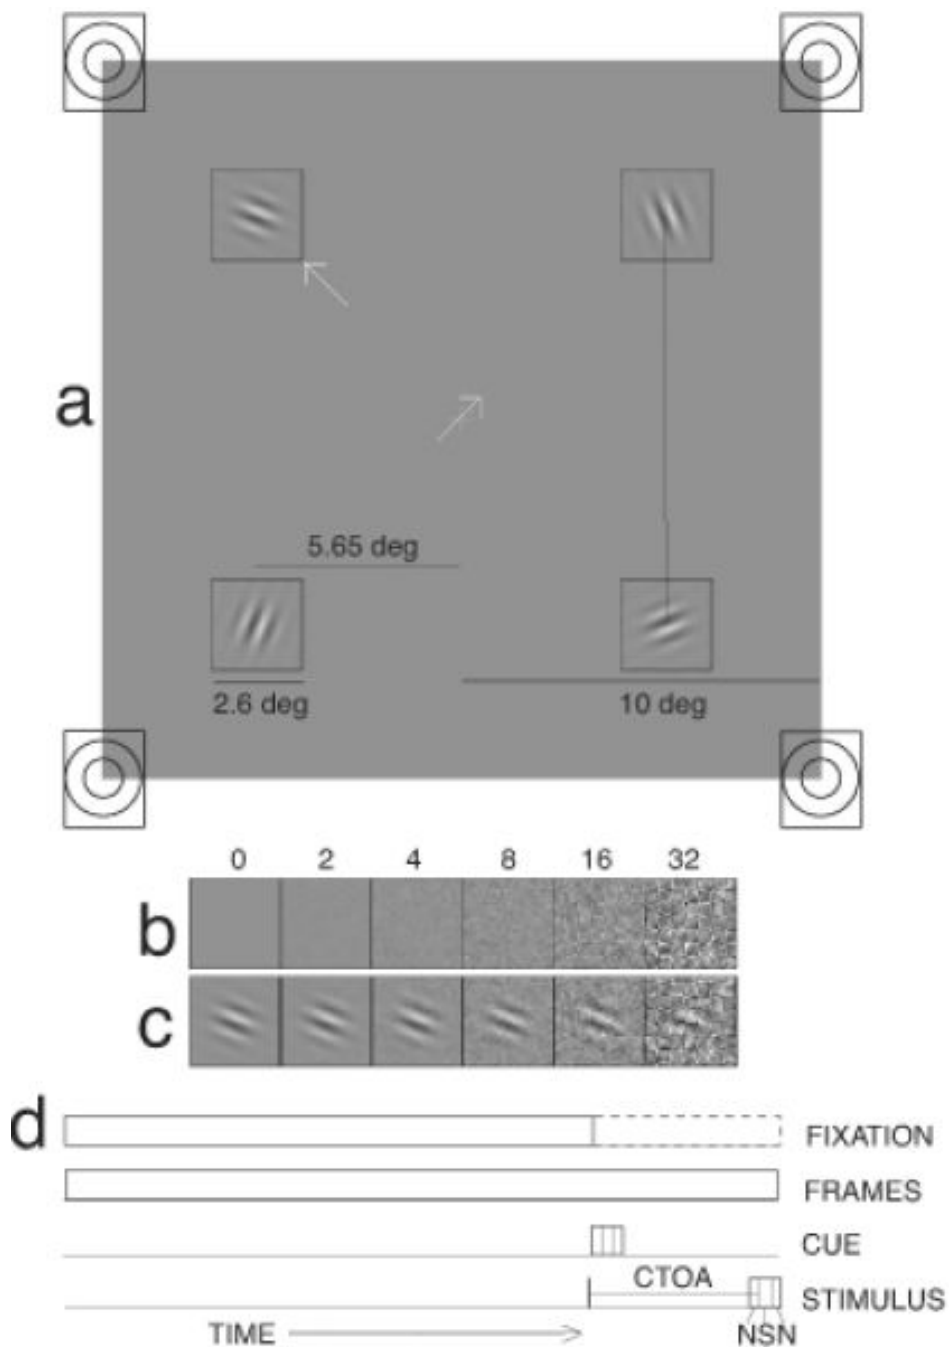 a
5.65 deg
2.6 deg
10 deg
0 2 4 8 16 32
b
c
d
FIXATION
FRAMES
CUE
CTOA
STIMULUS
TIME
NSN